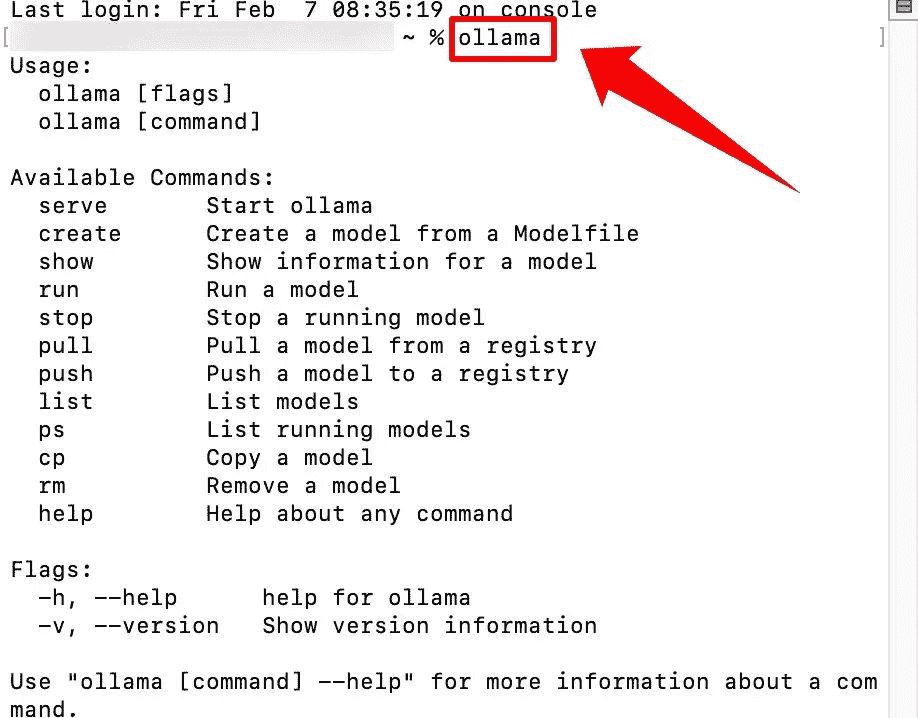 Last login: Fri Feb  7 08:35:19 on console
[ ~ % ollama ]
Usage:
  ollama [flags]
  ollama [command]

Available Commands:
  serve       Start ollama
  create      Create a model from a Modelfile
  show        Show information for a model
  run         Run a model
  stop        Stop a running model
  pull        Pull a model from a registry
  push        Push a model to a registry
  list        List models
  ps          List running models
  cp          Copy a model
  rm          Remove a model
  help        Help about any command

Flags:
  -h, --help      help for ollama
  -v, --version   Show version information

Use "ollama [command] --help" for more information about a com
mand.